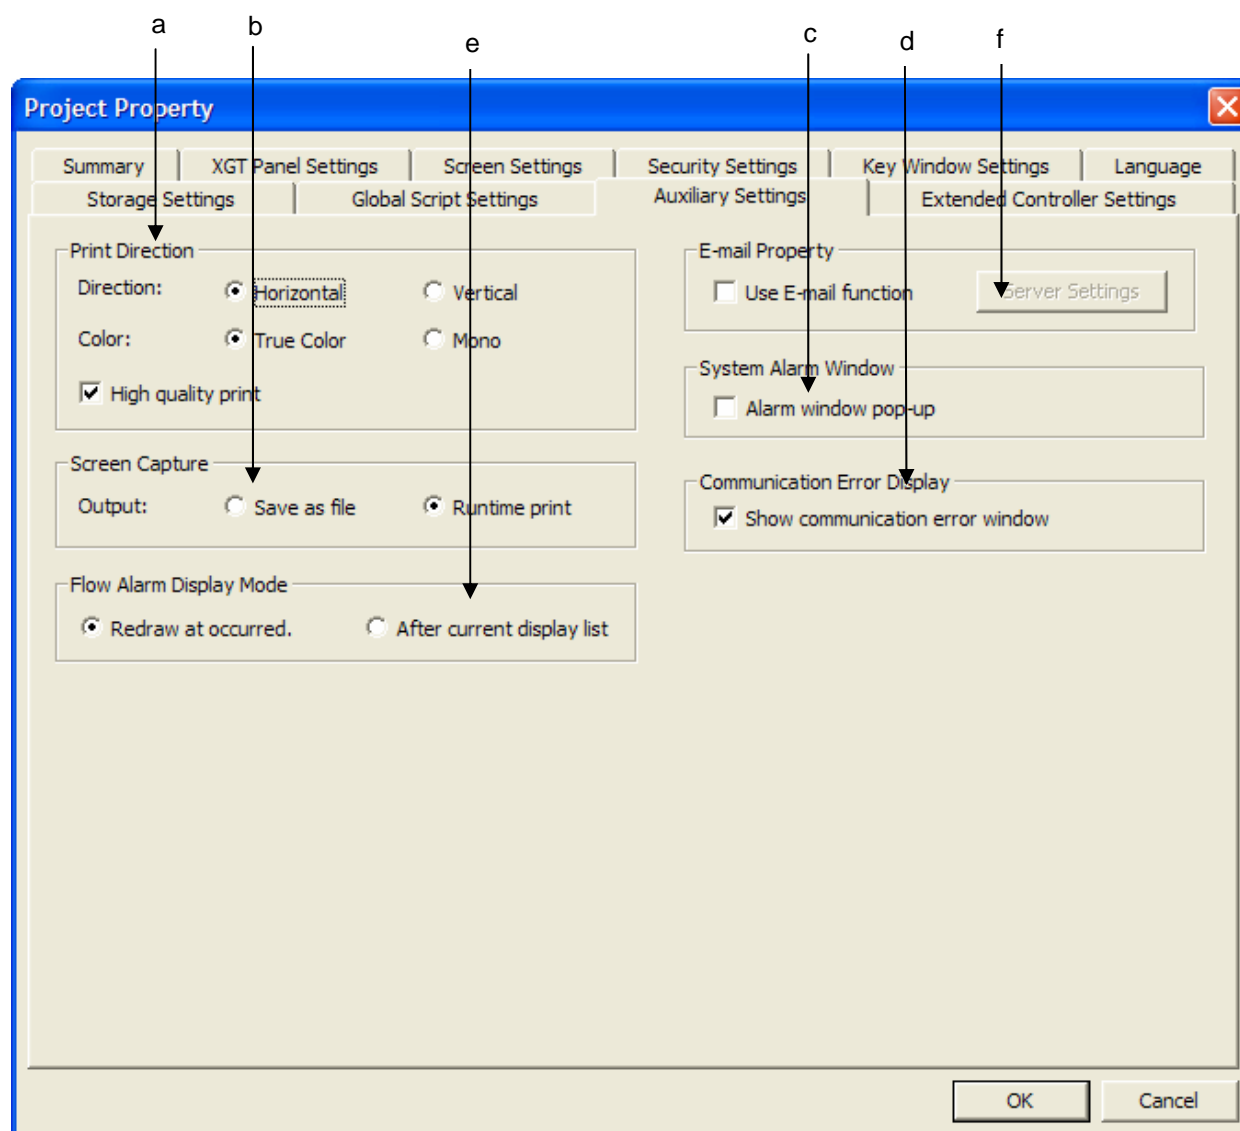 a
b
e
c
d
f
Project Property
Summary
XGT Panel Settings
Screen Settings
Security Settings
Key Window Settings
Language
Storage Settings
Global Script Settings
Auxiliary Settings
Extended Controller Settings
Print Direction
Direction:
Horizontal
Vertical
Color:
True Color
Mono
High quality print
Screen Capture
Output:
Save as file
Runtime print
Flow Alarm Display Mode
Redraw at occurred.
After current display list
E-mail Property
Use E-mail function
Server Settings
System Alarm Window
Alarm window pop-up
Communication Error Display
Show communication error window
OK
Cancel